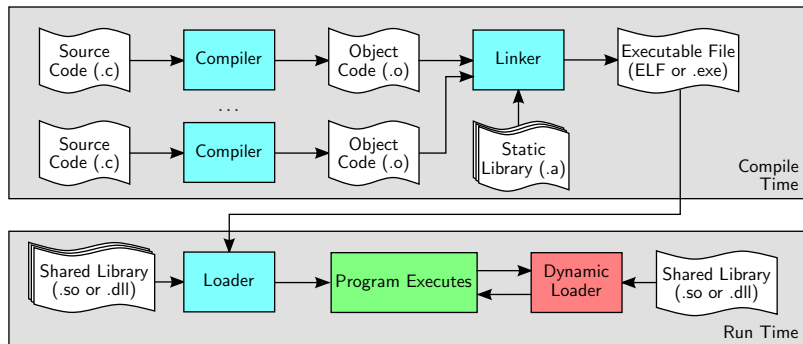 Source
Code (.c)
Compiler
Object
Code (.o)
Linker
Executable File
(ELF or .exe)
...
Source
Code (.c)
Compiler
Object
Code (.o)
Static
Library (.a)
Compile
Time
Shared Library
(.so or .dll)
Loader
Program Executes
Dynamic
Loader
Shared Library
(.so or .dll)
Run Time